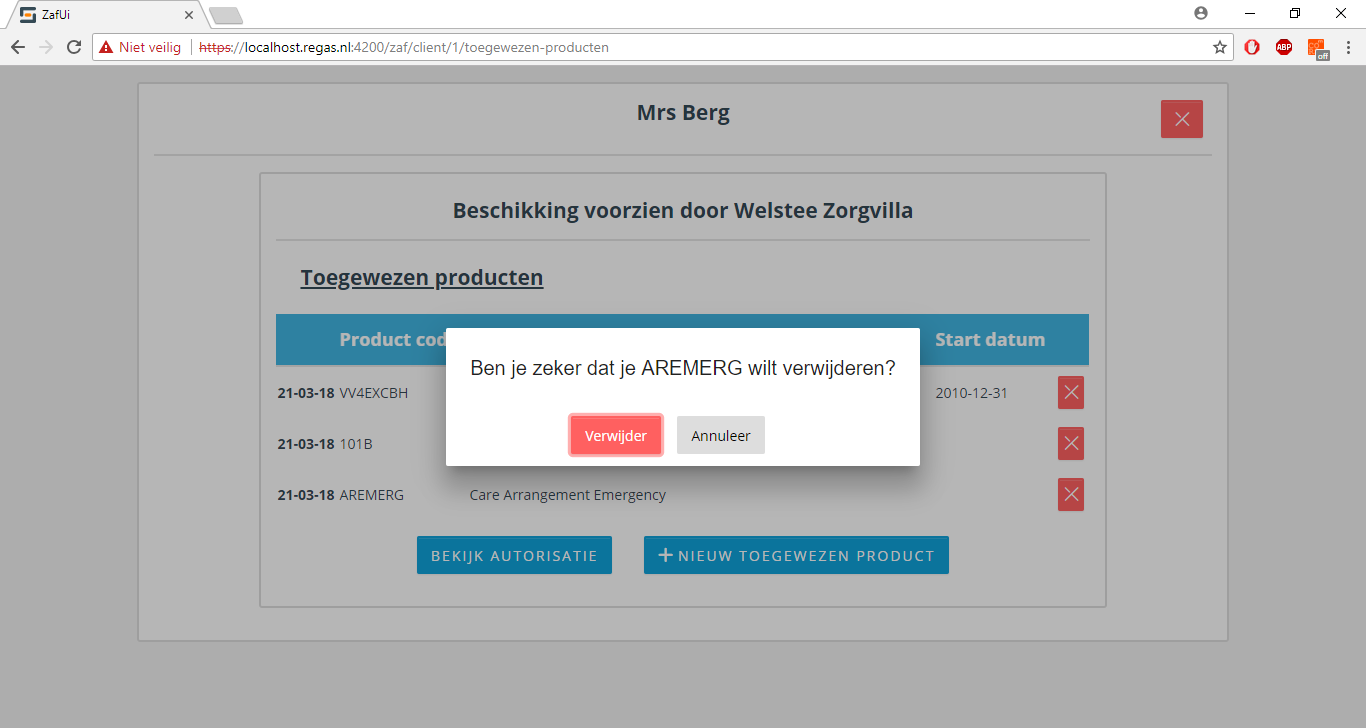 ZafUi
Niet veilig https://localhost.regas.nl:4200/zaf/client/1/toegewezen-producten
ABP
off
Mrs Berg
Beschikking voorzien door Welstee Zorgvilla
Toegewezen producten
Product cod Start datum
Ben je zeker dat je AREMERG wilt verwijderen?
21-03-18 VV4EXCBH 2010-12-31
Verwijder Annuleer
21-03-18 101B
21-03-18 AREMERG Care Arrangement Emergency
BEKIJK AUTORISATIE + NIEUW TOEGEWEZEN PRODUCT